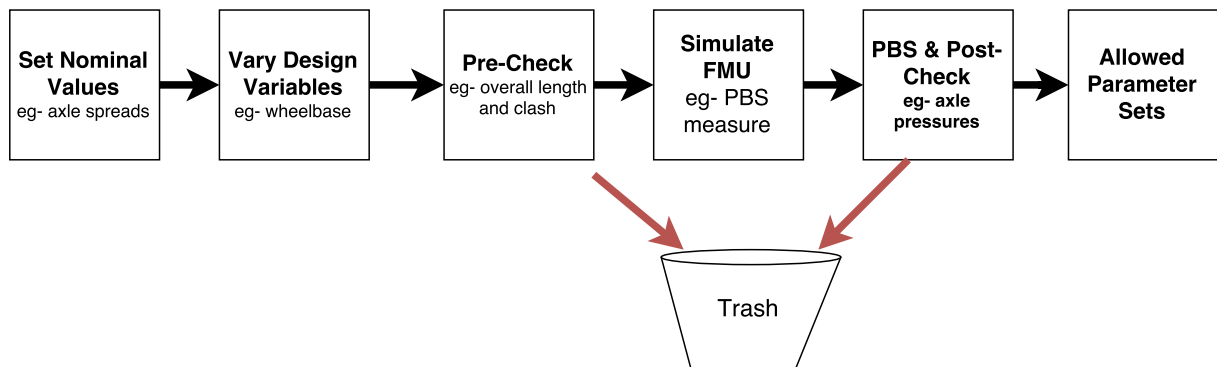 Set Nominal
Values
eg- axle spreads
Vary Design
Variables
eg- wheelbase
Pre-Check
eg- overall length
and clash
Simulate
FMU
eg- PBS
measure
PBS & Post-
Check
eg- axle
pressures
Allowed
Parameter
Sets
Trash